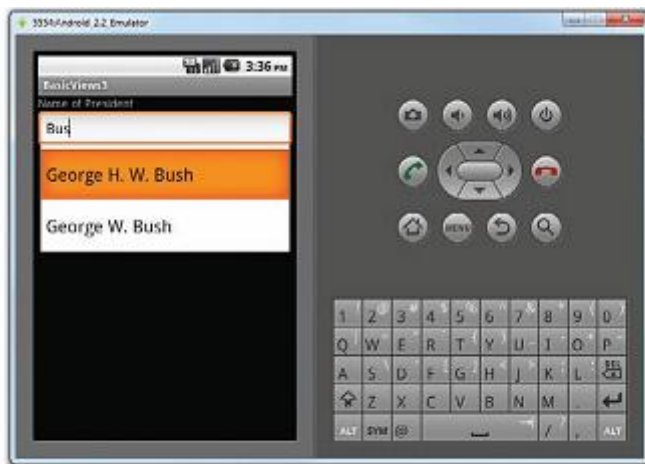 5554:Android 2.2 Emulator
3:36 PM
BasicViews3
Name of President
Bus
George H. W. Bush
George W. Bush
MENU
1 2 3 4 5 6 7 8 9 0
Q W E R T Y U I O P
A S D F G H J K L DEL
Z X C V B N M .
ALT SYM @ / , ALT